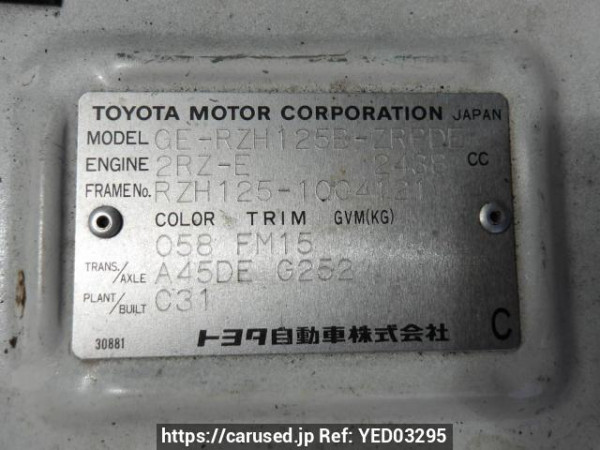 TOYOTA MOTOR CORPORATION JAPAN
MODEL GE-RZH125B-ZRPDE
ENGINE 2RZ-E 2438 CC
FRAME No. RZH125-1004121
COLOR TRIM GVM(KG)
058 FM15
TRANS./AXLE A45DE G252
PLANT/BUILT C31
30881 トヨタ自動車株式会社 C
https://carused.jp Ref: YED03295